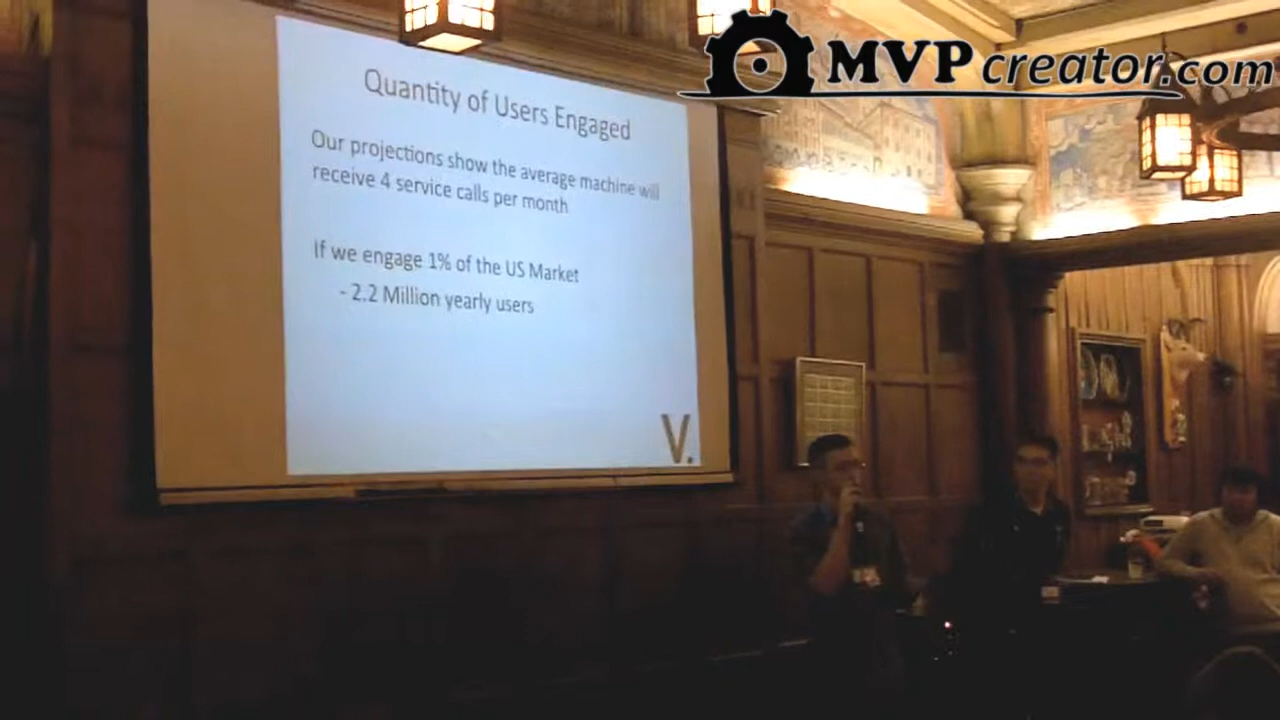 MVPcreator.com
Quantity of Users Engaged
Our projections show the average machine will
receive 4 service calls per month
If we engage 1% of the US Market
- 2.2 Million yearly users
V.